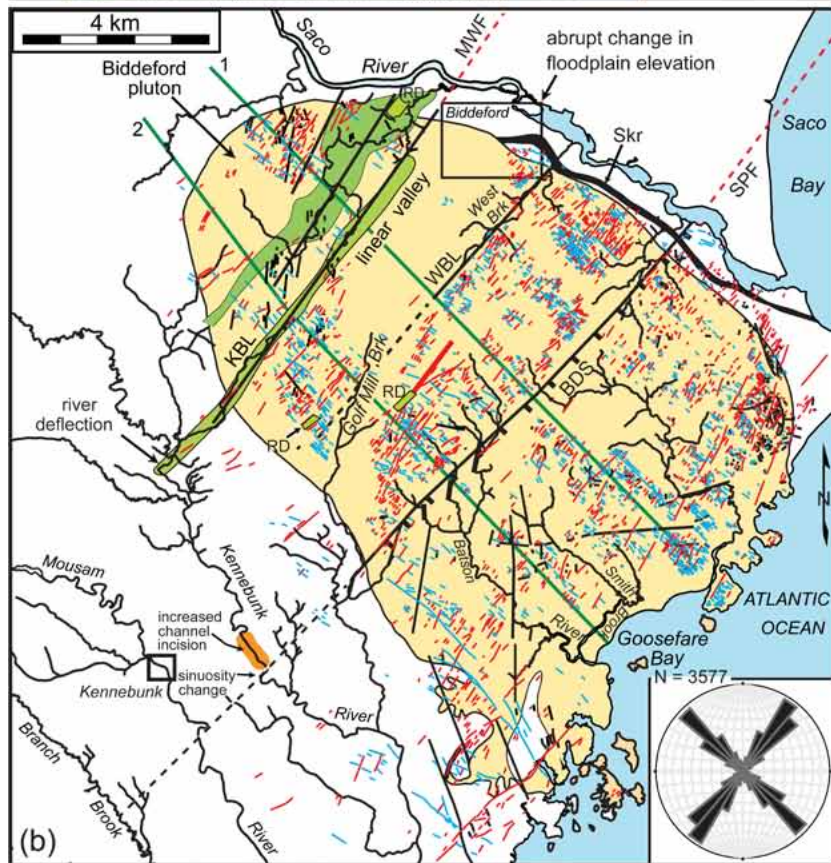 4 km
Saco
River
MWF
abrupt change in
floodplain elevation
1
Biddeford
pluton
RD
Biddeford
Skr
Saco
Bay
2
SPF
linear valley
West
Brk
WBL
KBL
BDS
RD
Golf Mill Brk
river
deflection
RD
N
Mousam
Kennebunk
Batson
River
Smith
Brook
ATLANTIC
OCEAN
increased
channel
incision
Goosefare
Bay
sinuosity
change
Kennebunk
N = 3577
River
Branch
Brook
River
(b)